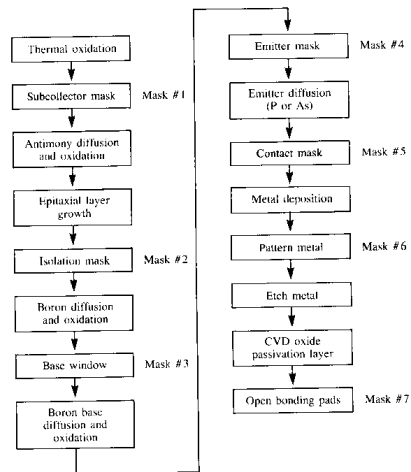 Thermal oxidation
Subcollector mask Mask #1
Antimony diffusion
and oxidation
Epitaxial layer
growth
Isolation mask Mask #2
Boron diffusion
and oxidation
Base window Mask #3
Boron base
diffusion and
oxidation
Emitter mask Mask #4
Emitter diffusion
(P or As)
Contact mask Mask #5
Metal deposition
Pattern metal Mask #6
Etch metal
CVD oxide
passivation layer
Open bonding pads Mask #7